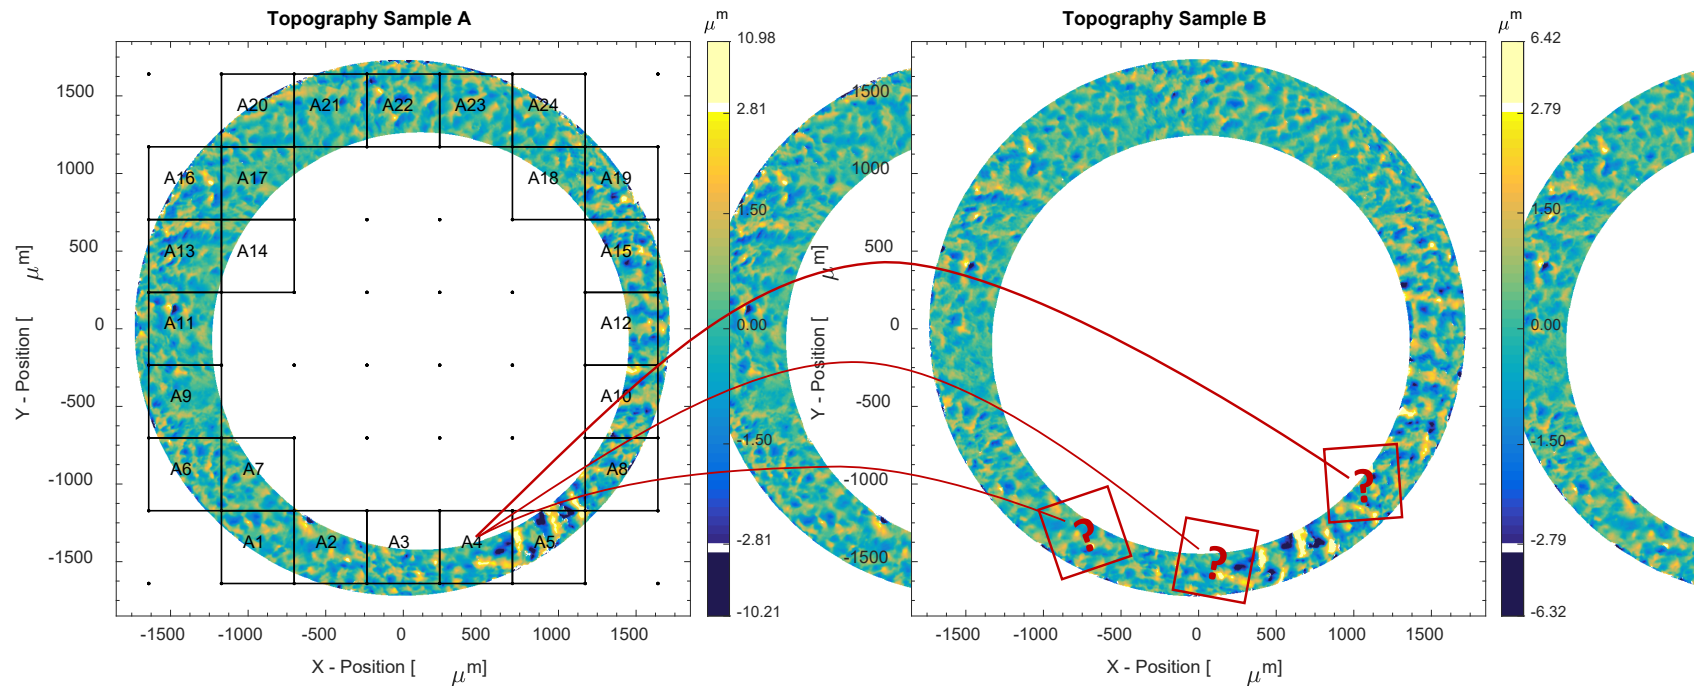 Topography Sample A
μm
10.98
2.81
1.50
0.00
-1.50
-2.81
-10.21
1500
1000
500
0
-500
-1000
-1500
Y - Position [ μm]
A20 A21 A22 A23 A24
A16 A17 A18 A19
A13 A14 A15
A11 A12
A9 A10
A6 A7 A8
A1 A2 A3 A4 A5
-1500 -1000 -500 0 500 1000 1500
X - Position [ μm]
Topography Sample B
μm
6.42
2.79
1.50
0.00
-1.50
-2.79
-6.32
1500
1000
500
0
-500
-1000
-1500
Y - Position [ μm]
?
?
?
-1500 -1000 -500 0 500 1000 1500
X - Position [ μm]